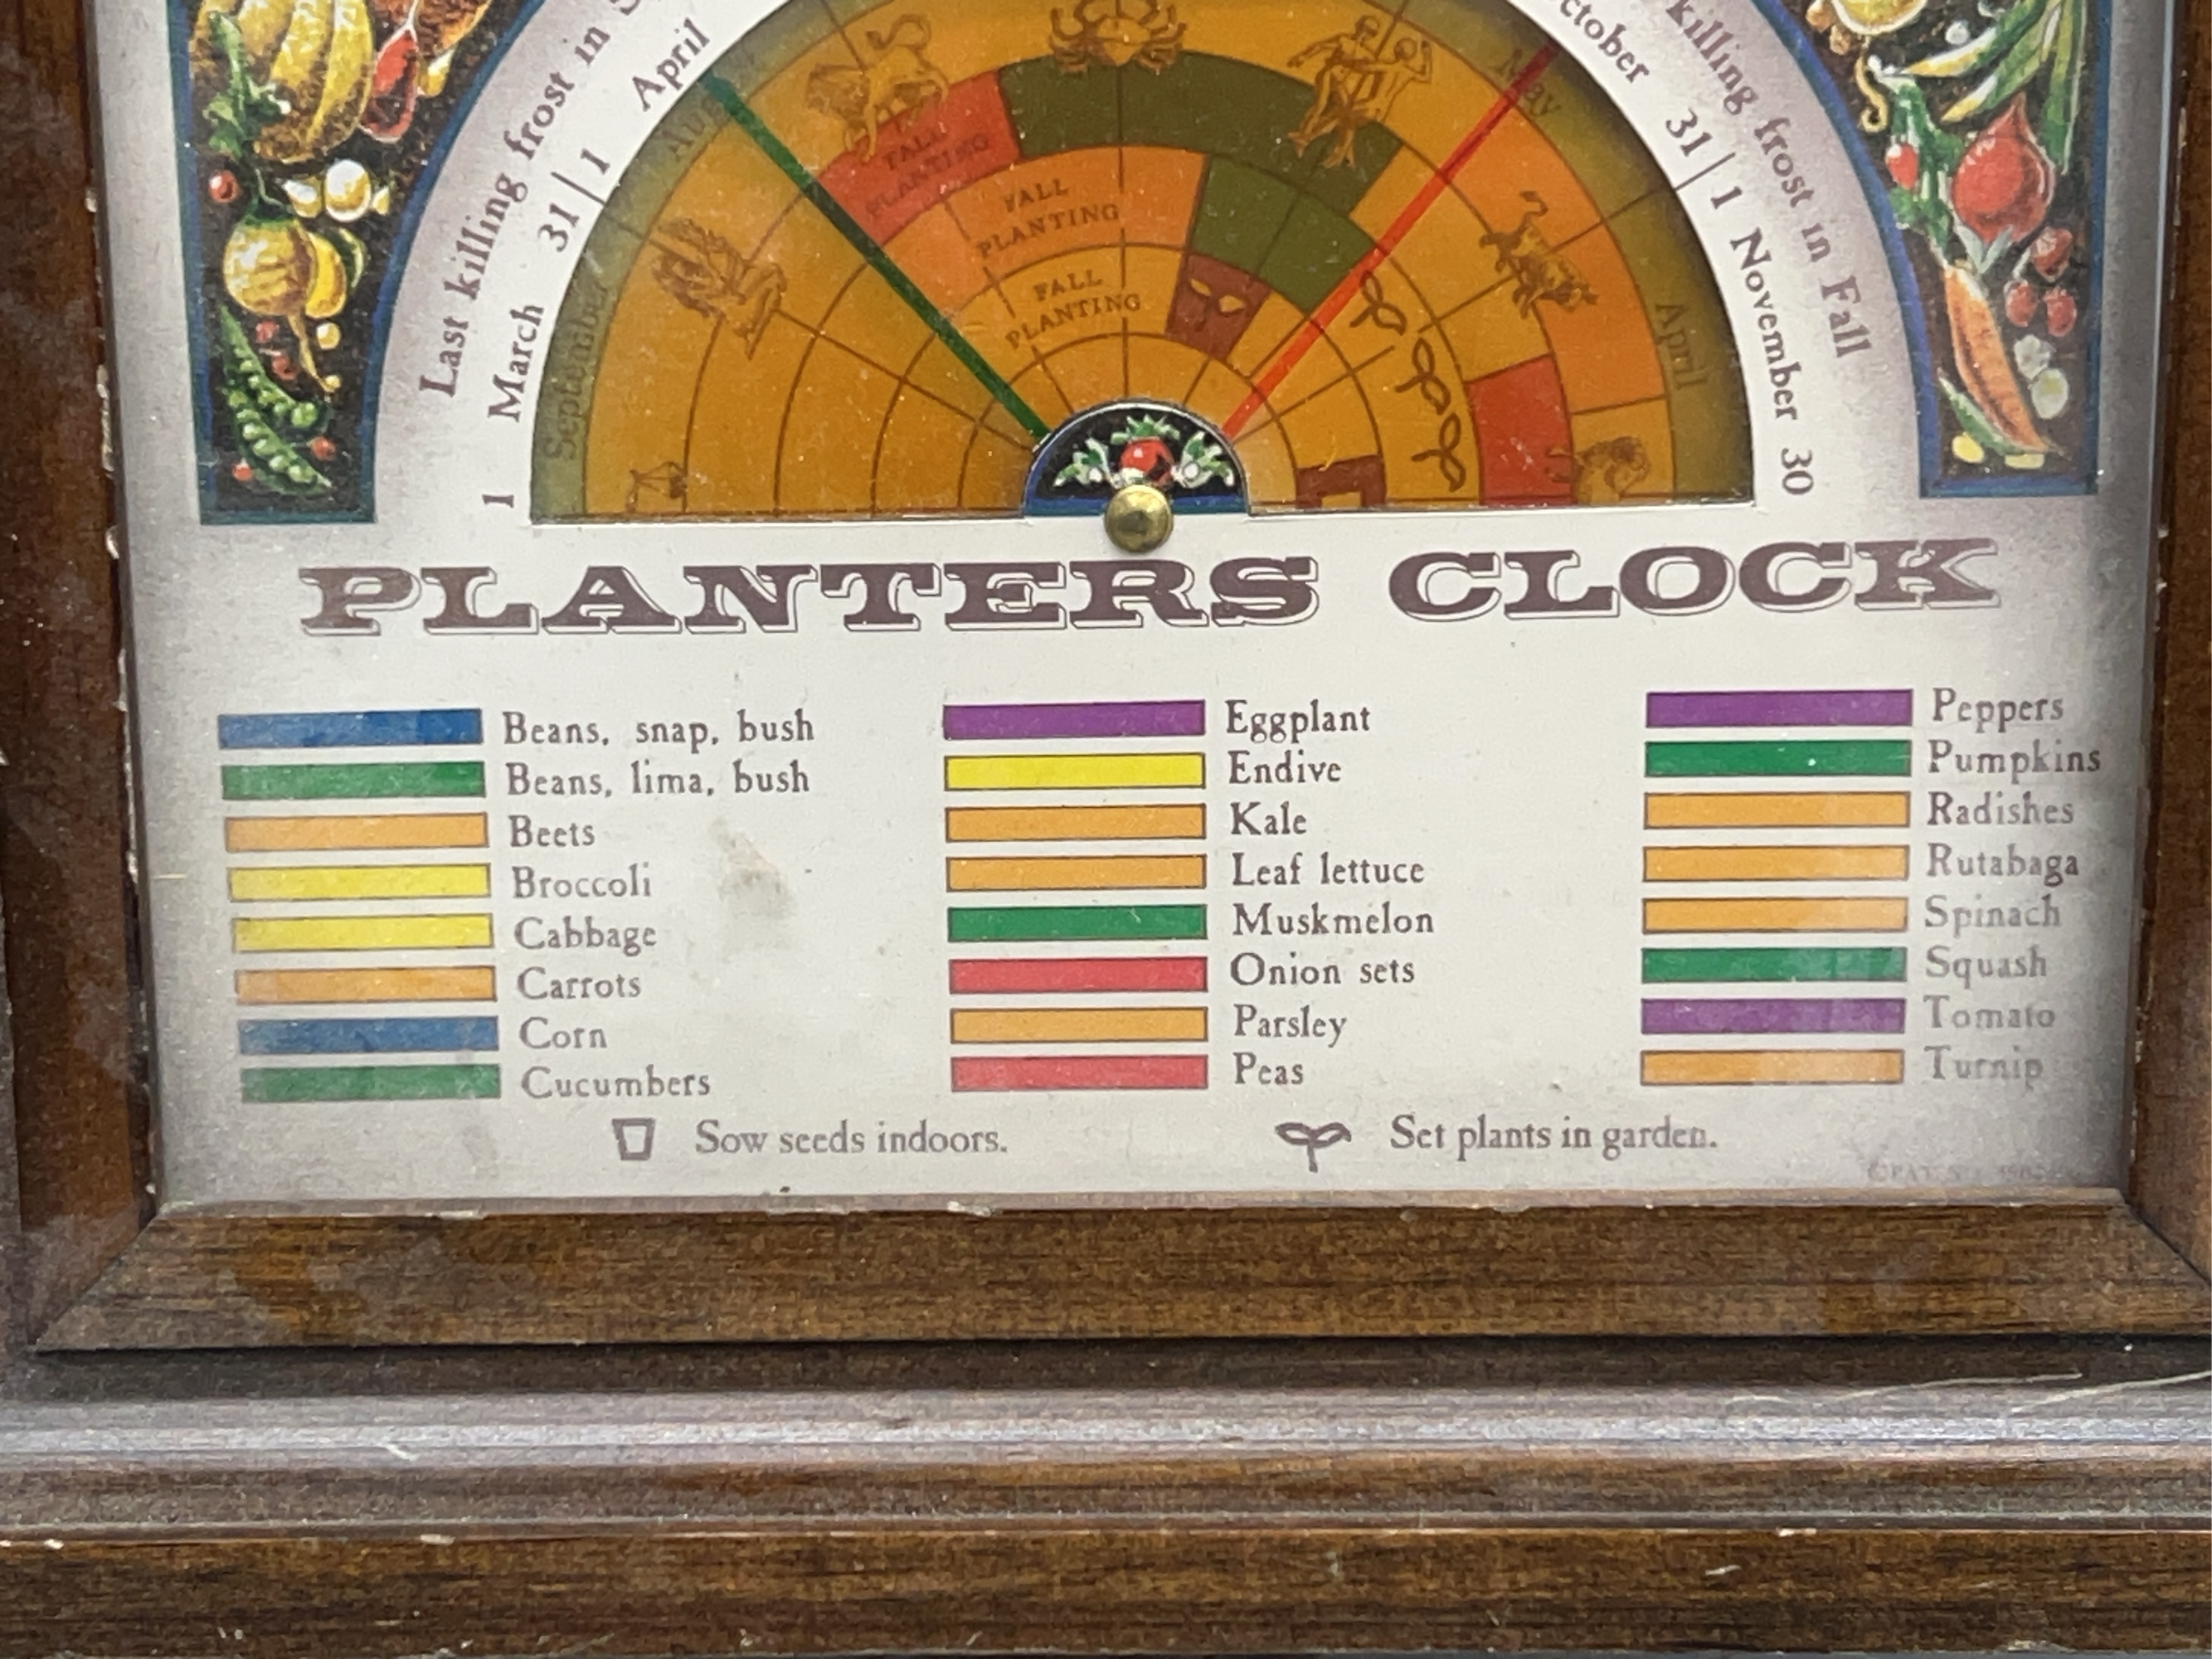 Last killing frost in
1 March 31 | 1 April
October 31 | 1 November 30
killing frost in Fall
September
May
April
FALL
PLANTING
FALL
PLANTING
FALL
PLANTING
PLANTERS CLOCK
Beans, snap, bush
Beans, lima, bush
Beets
Broccoli
Cabbage
Carrots
Corn
Cucumbers
Eggplant
Endive
Kale
Leaf lettuce
Muskmelon
Onion sets
Parsley
Peas
Peppers
Pumpkins
Radishes
Rutabaga
Spinach
Squash
Tomato
Turnip
Sow seeds indoors.
Set plants in garden.